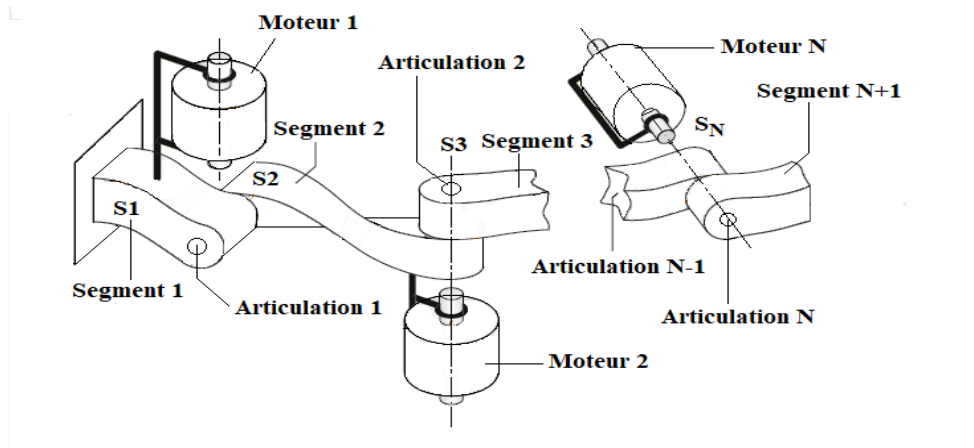 Moteur 1
Moteur N
Articulation 2
Segment N+1
Segment 2
S3
Segment 3
SN
S2
S1
Articulation N-1
Segment 1
Articulation 1
Articulation N
Moteur 2